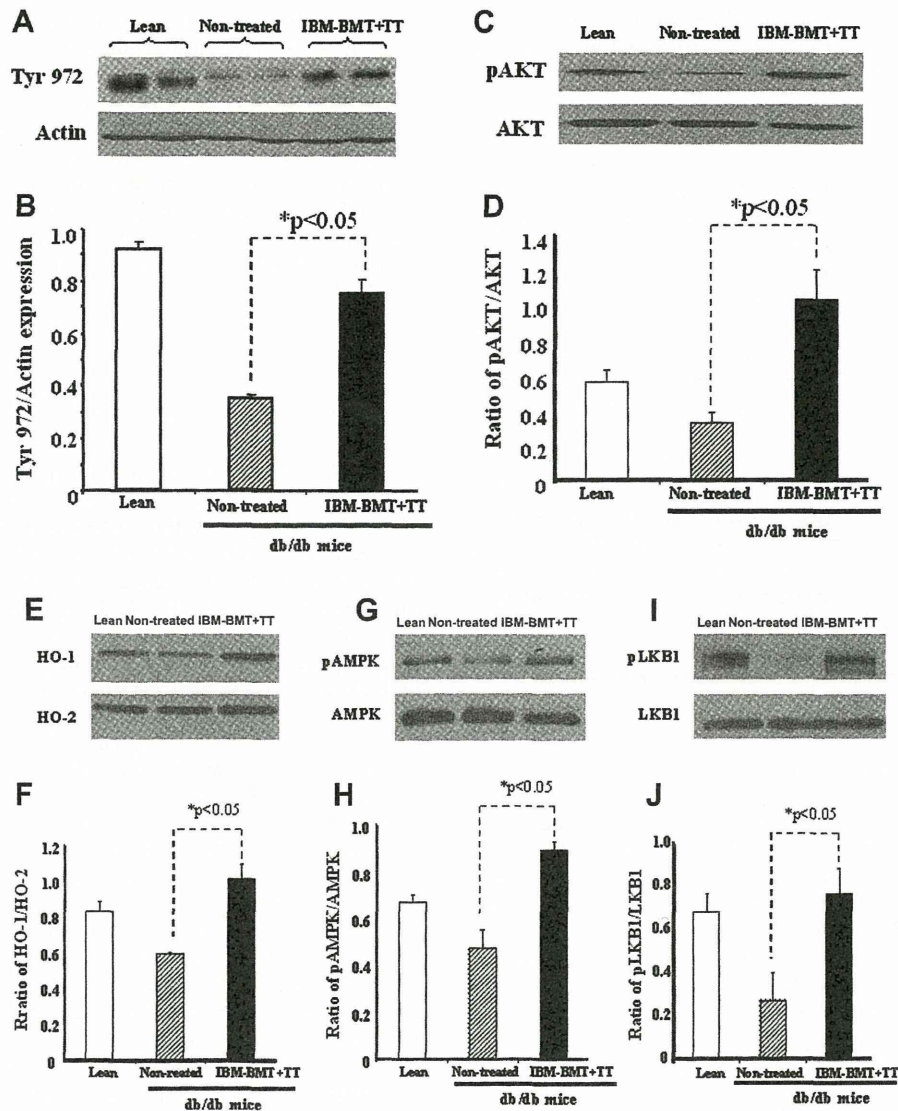 A
Lean Non-treated IBM-BMT+TT
Tyr 972
Actin
C
Lean Non-treated IBM-BMT+TT
pAKT
AKT
B
*p<0.05
Tyr 972/Actin expression
1.0
0.8
0.6
0.4
0.2
0
Lean Non-treated IBM-BMT+TT
db/db mice
D
*p<0.05
Ratio of pAKT/AKT
1.4
1.2
1.0
0.8
0.6
0.4
0.2
0
Lean Non-treated IBM-BMT+TT
db/db mice
E
Lean Non-treated IBM-BMT+TT
HO-1
HO-2
G
Lean Non-treated IBM-BMT+TT
pAMPK
AMPK
I
Lean Non-treated IBM-BMT+TT
pLKB1
LKB1
F
*p<0.05
Rratio of HO-1/HO-2
1.2
1.0
0.8
0.6
0.4
0.2
0
Lean Non-reated IBM-BMT+TT
db/db mice
H
*p<0.05
Ratio of pAMPK/AMPK
1.0
0.8
0.6
0.4
0.2
0
Lean Non-treated IBM-BMT+TT
db/db mice
J
*p<0.05
Ratio of pLKB1/LKB1
1.0
0.8
0.6
0.4
0.2
0
Lean Non-treated IBM-BMT+TT
db/db mice